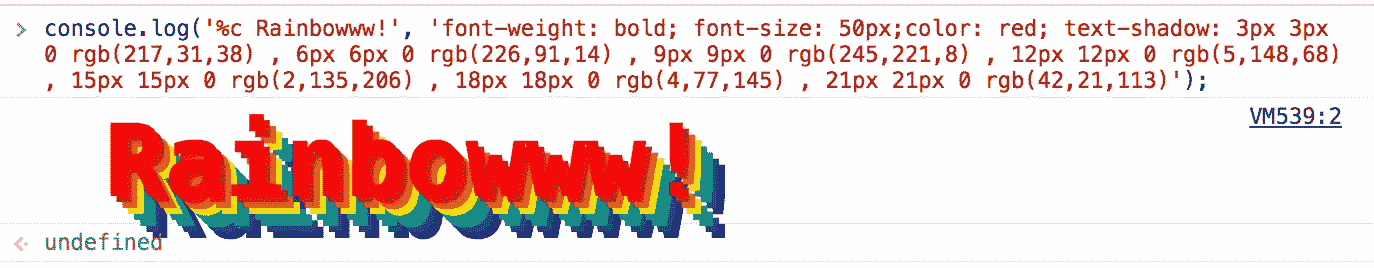 > console.log('%c Rainbowww!', 'font-weight: bold; font-size: 50px;color: red; text-shadow: 3px 3px
0 rgb(217,31,38) , 6px 6px 0 rgb(226,91,14) , 9px 9px 0 rgb(245,221,8) , 12px 12px 0 rgb(5,148,68)
, 15px 15px 0 rgb(2,135,206) , 18px 18px 0 rgb(4,77,145) , 21px 21px 0 rgb(42,21,113)');
VM539:2
Rainbowww!
undefined